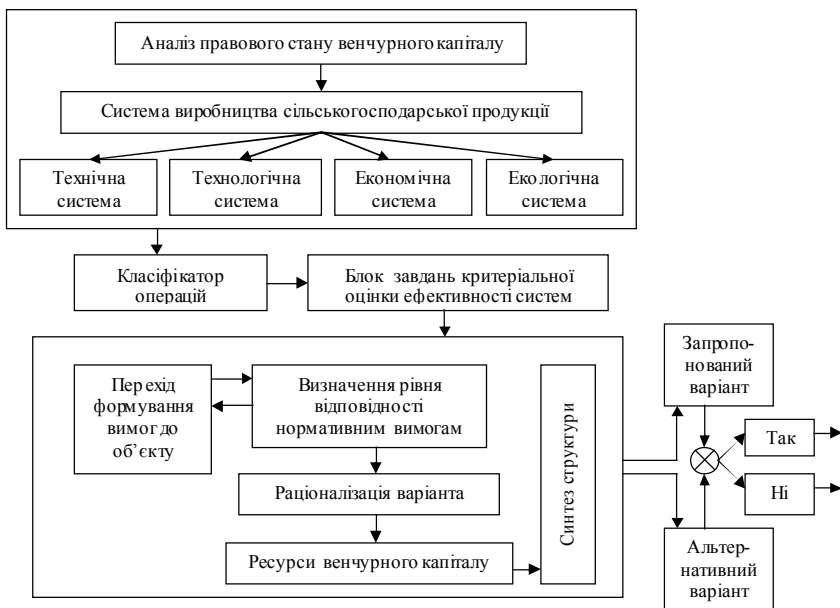 Аналіз правового стану венчурного капіталу
Система виробництва сільськогосподарської продукції
Технічна
система
Технологічна
система
Економічна
система
Екологічна
система
Класіфікатор
операцій
Блок завдань критеріальної
оцінки ефективності систем
Перехід
формування
вимог до
об’єкту
Визначення рівня
відповідності
нормативним вимогам
Раціоналізація варіанта
Ресурси венчурного капіталу
Синтез структури
Запропо-
нований
варіант
Так
Ні
Альтер-
нативний
варіант